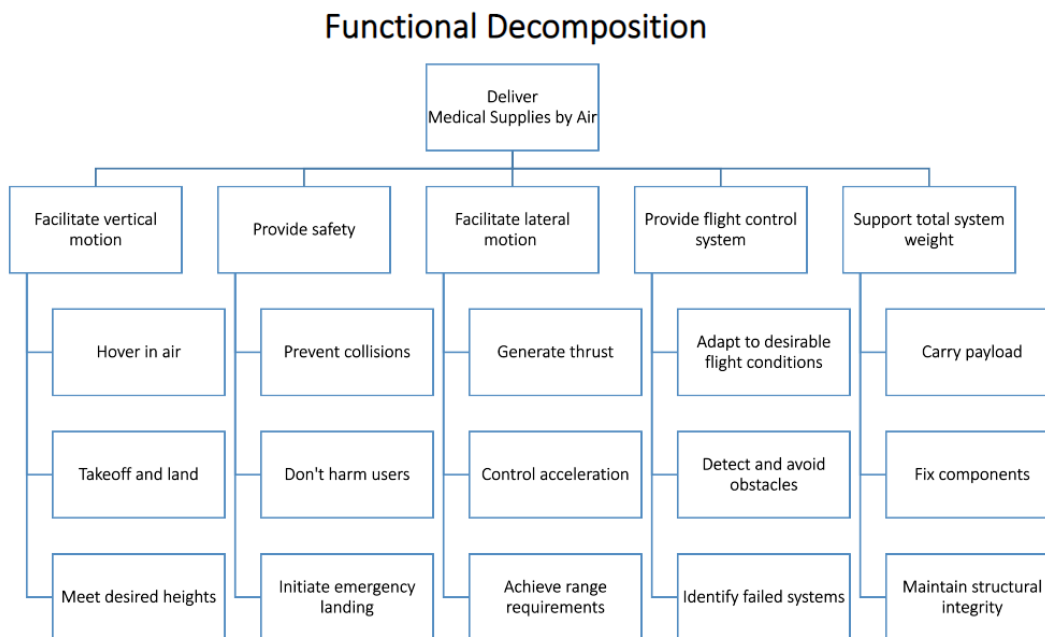 Functional Decomposition
Deliver
Medical Supplies by Air
Facilitate vertical
motion
Provide safety
Facilitate lateral
motion
Provide flight control
system
Support total system
weight
Hover in air
Prevent collisions
Generate thrust
Adapt to desirable
flight conditions
Carry payload
Takeoff and land
Don't harm users
Control acceleration
Detect and avoid
obstacles
Fix components
Meet desired heights
Initiate emergency
landing
Achieve range
requirements
Identify failed systems
Maintain structural
integrity